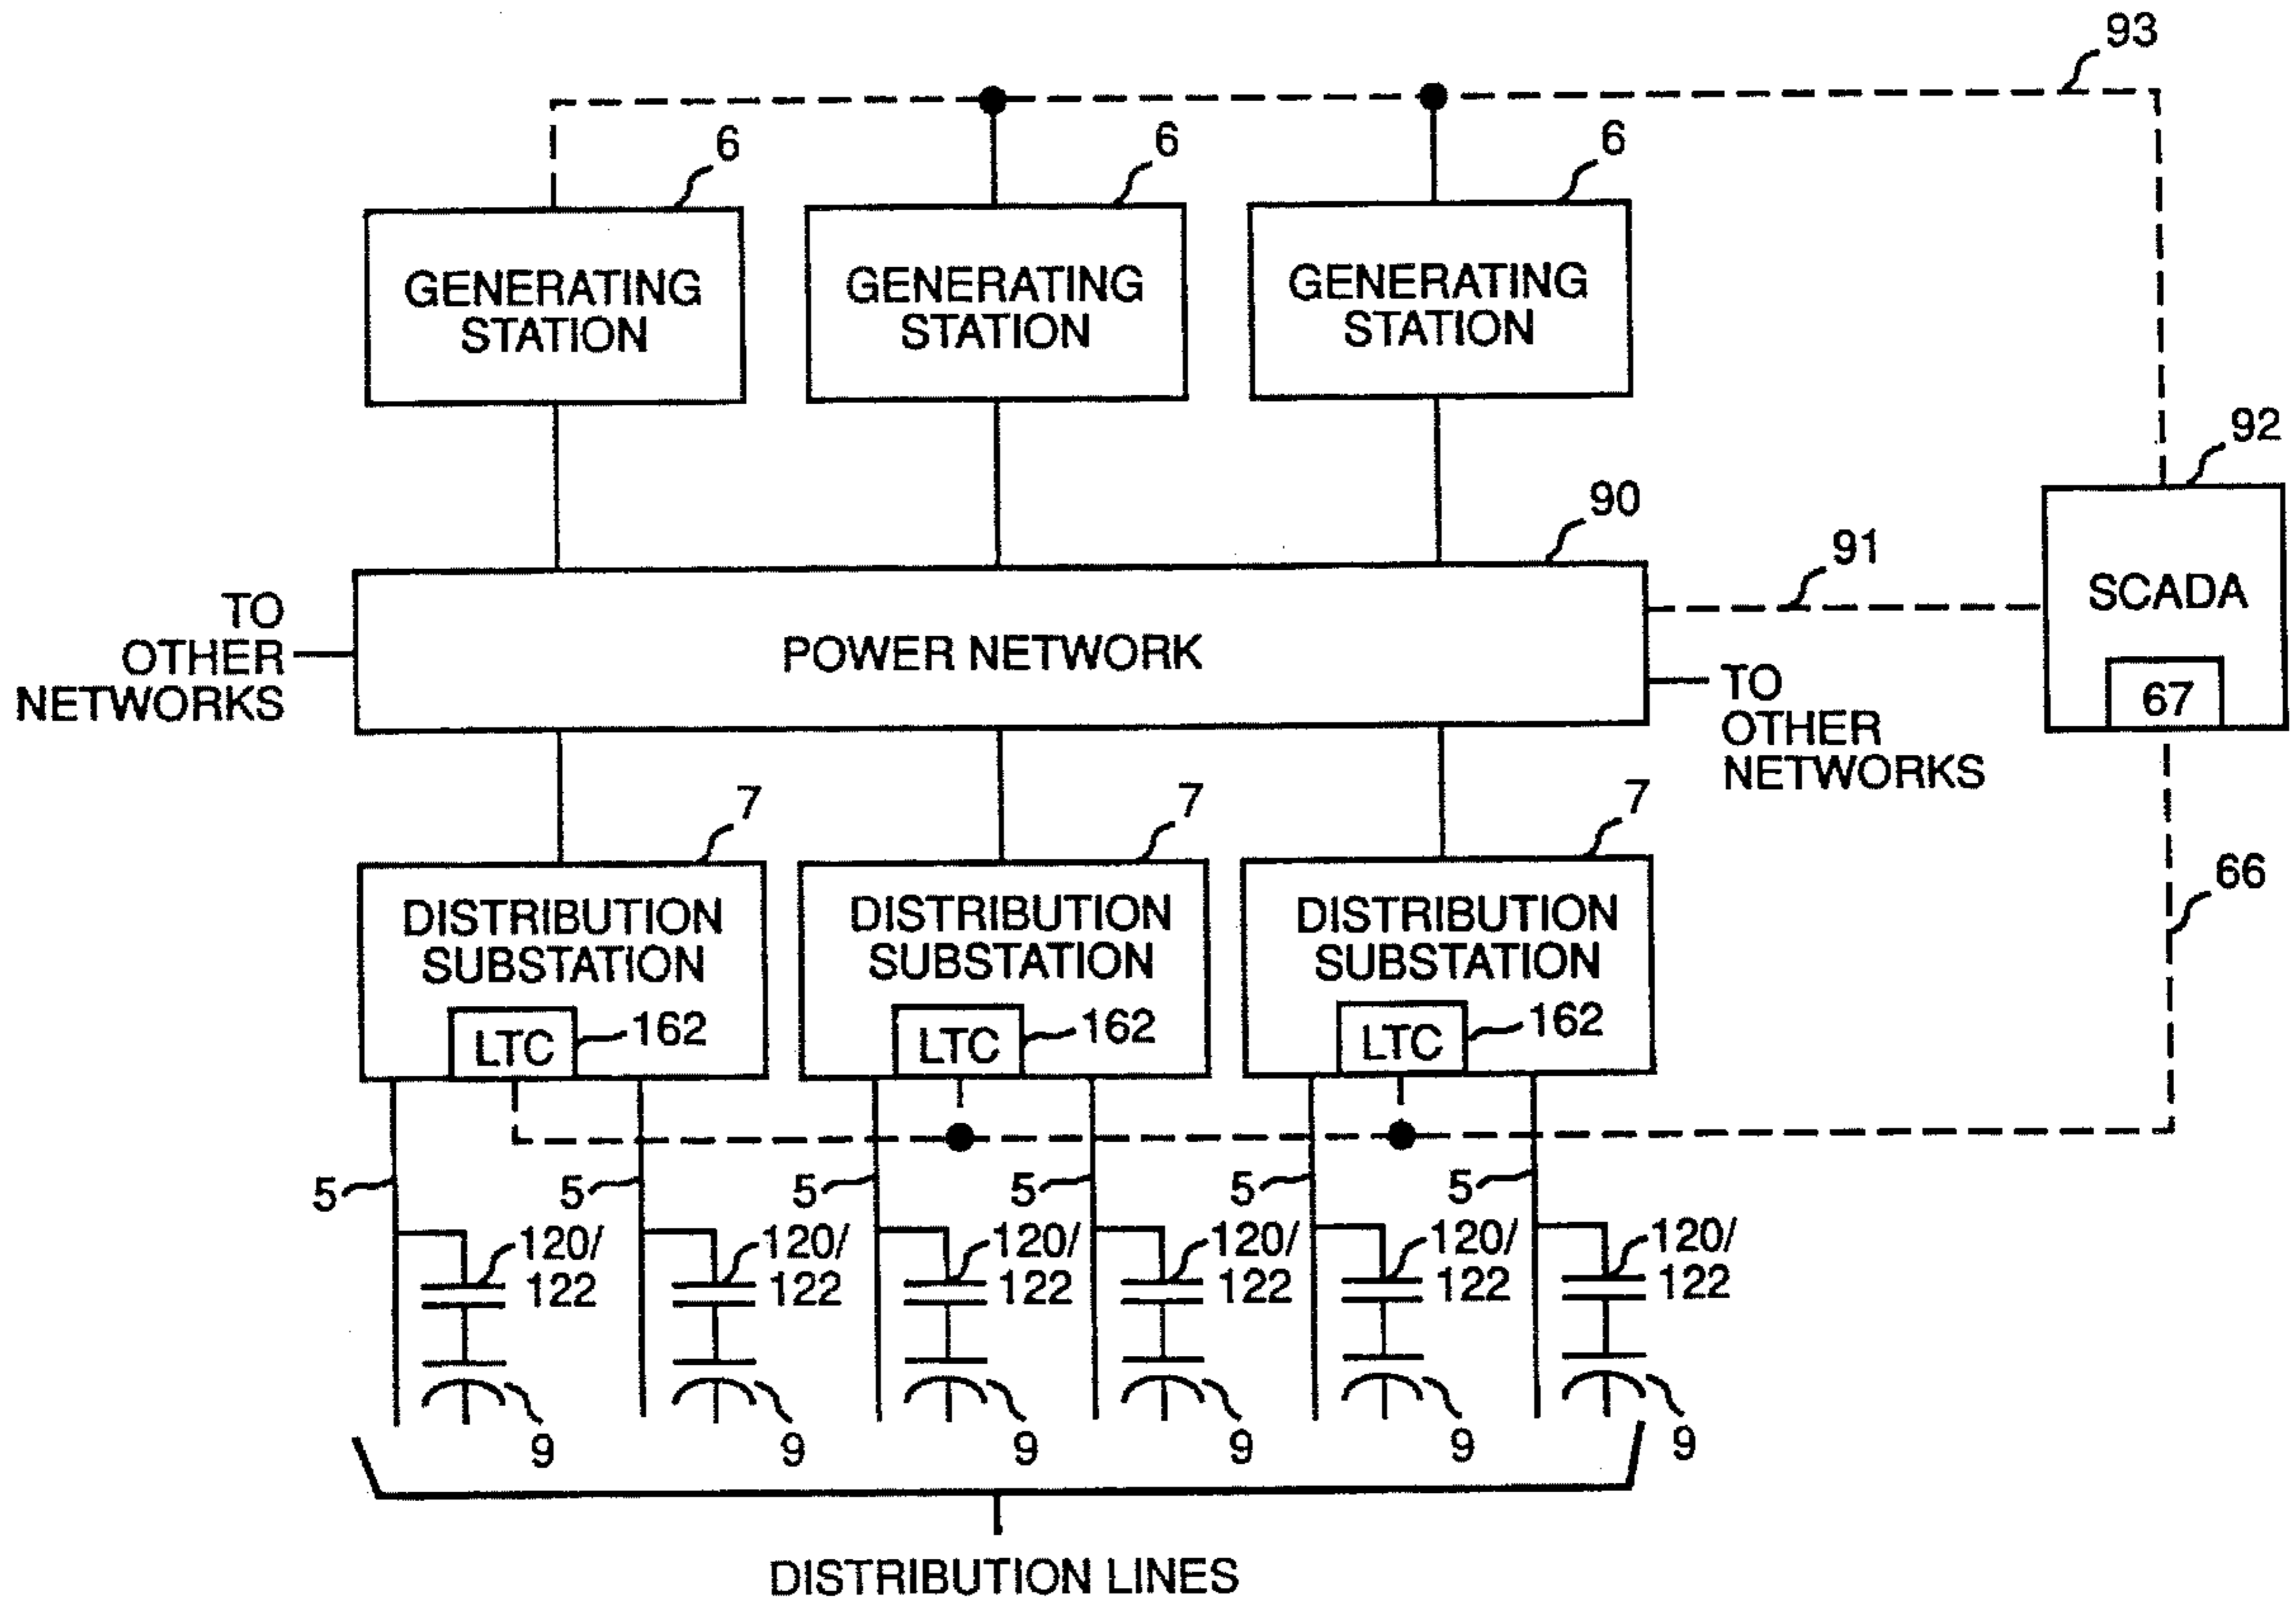 93
6
6
6
GENERATING
STATION
GENERATING
STATION
GENERATING
STATION
92
90
91
SCADA
67
TO
OTHER
NETWORKS
POWER NETWORK
TO
OTHER
NETWORKS
7
7
7
66
DISTRIBUTION
SUBSTATION
LTC
162
DISTRIBUTION
SUBSTATION
LTC
162
DISTRIBUTION
SUBSTATION
LTC
162
5
5
5
5
5
5
120/
122
120/
122
120/
122
120/
122
120/
122
120/
122
9
9
9
9
9
9
DISTRIBUTION LINES